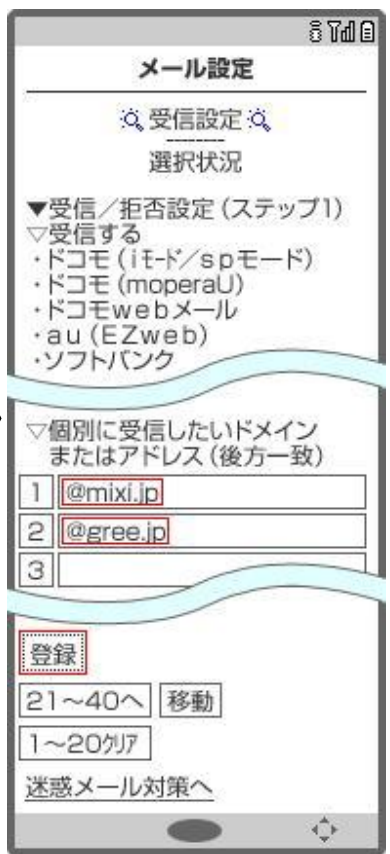 メール設定
受信設定
選択状況
▼受信／拒否設定(ステップ1)
▽受信する
・ドコモ(iﾓｰﾄﾞ／spモード)
・ドコモ(moperaU)
・ドコモwebメール
・au(EZweb)
・ソフトバンク
▽個別に受信したいドメイン
またはアドレス(後方一致)
1 @mixi.jp
2 @gree.jp
3
登録
21～40へ 移動
1～20ｸﾘｱ
迷惑メール対策へ